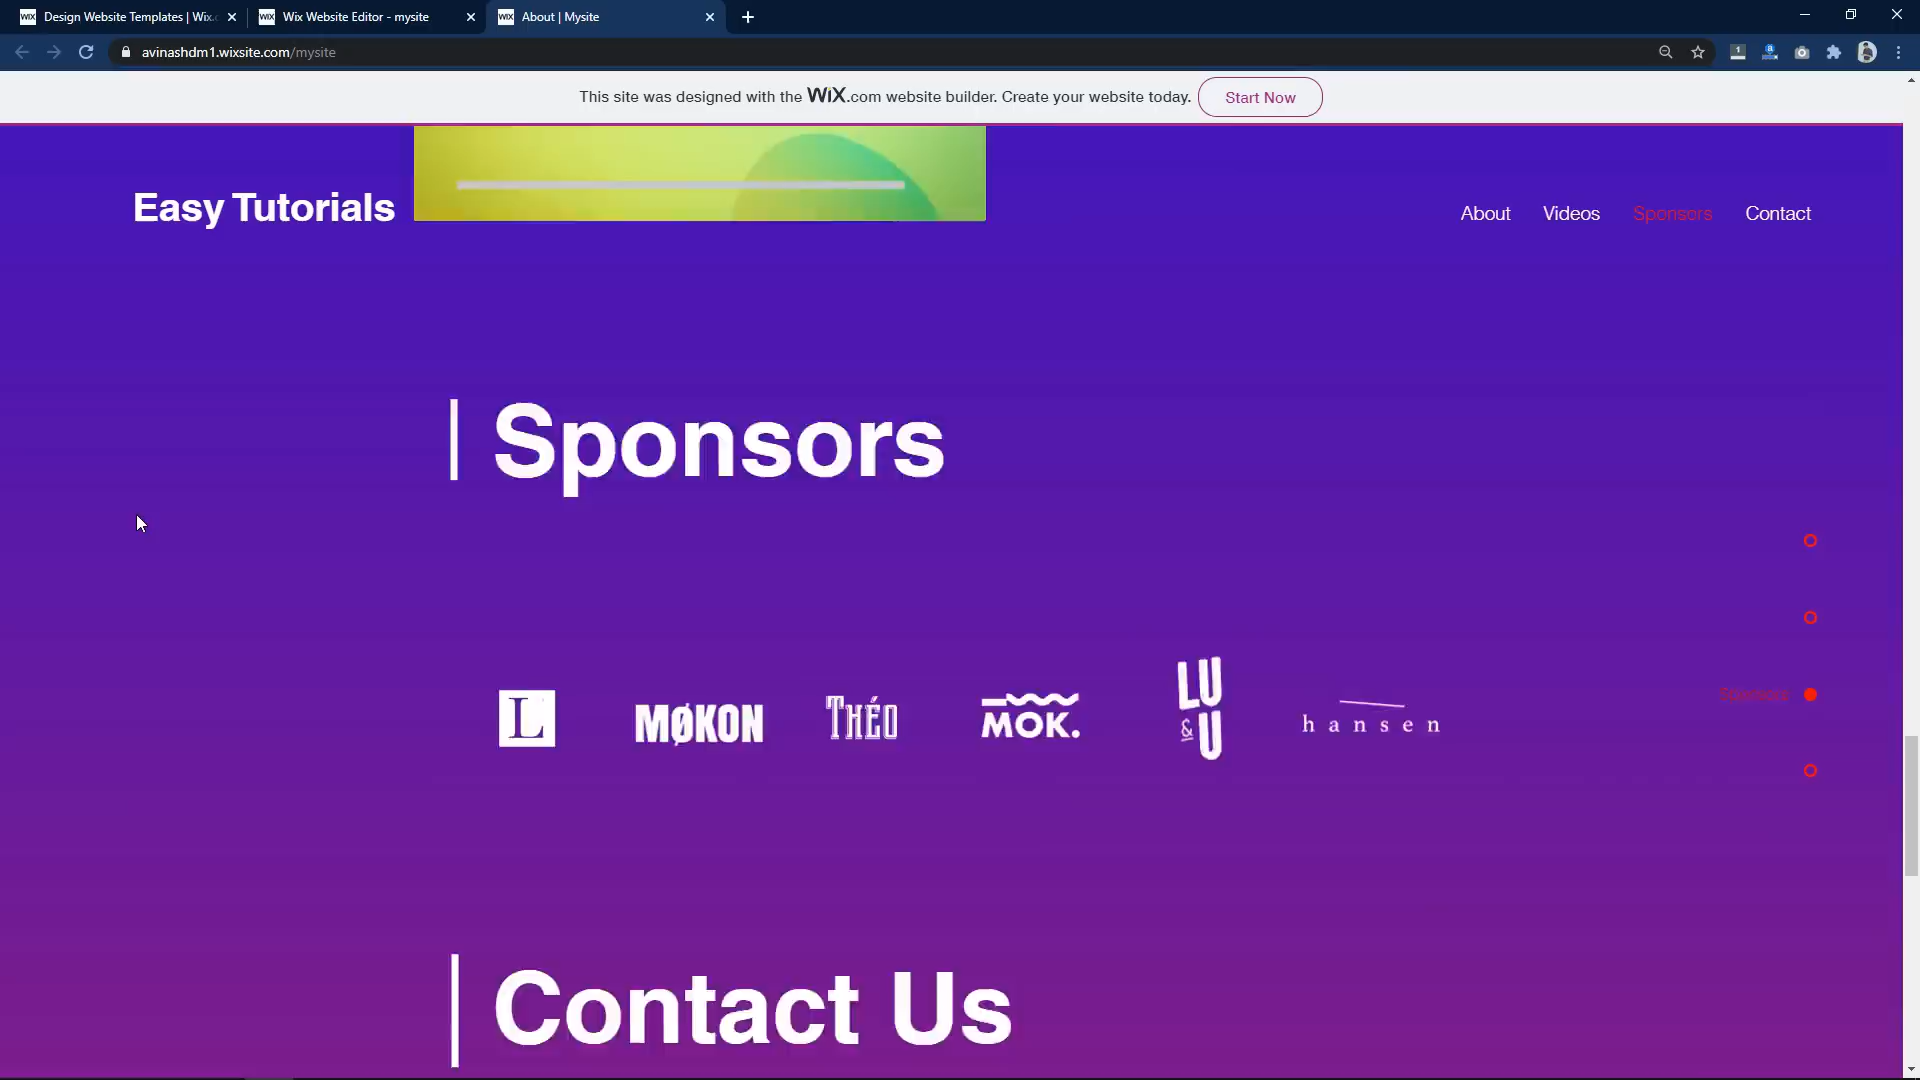 Design Website Templates | Wix.c
Wix Website Editor - mysite
About | Mysite
avinashdm1.wixsite.com/mysite
This site was designed with the WiX.com website builder. Create your website today.
Start Now
Easy Tutorials
About
Videos
Sponsors
Contact
Sponsors
Sponsors
L
MØKON
THÉO
MOK.
LU
& U
hansen
Contact Us